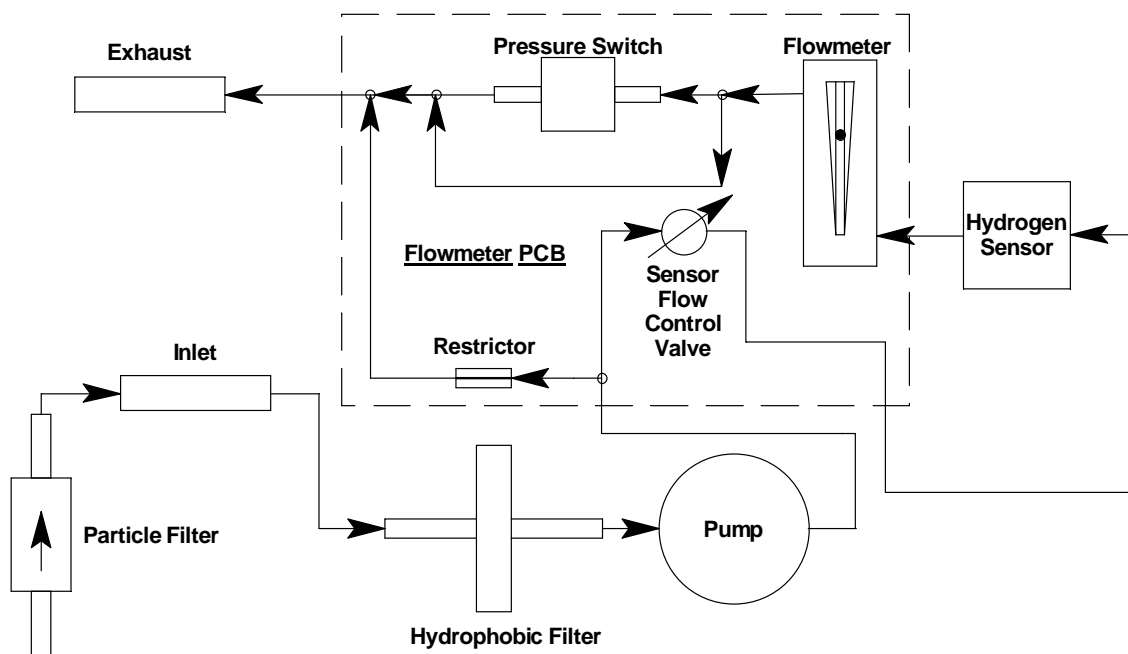 Exhaust
Pressure Switch
Flowmeter
Hydrogen
Sensor
Flowmeter PCB
Sensor
Flow
Control
Valve
Inlet
Restrictor
Particle Filter
Pump
Hydrophobic Filter